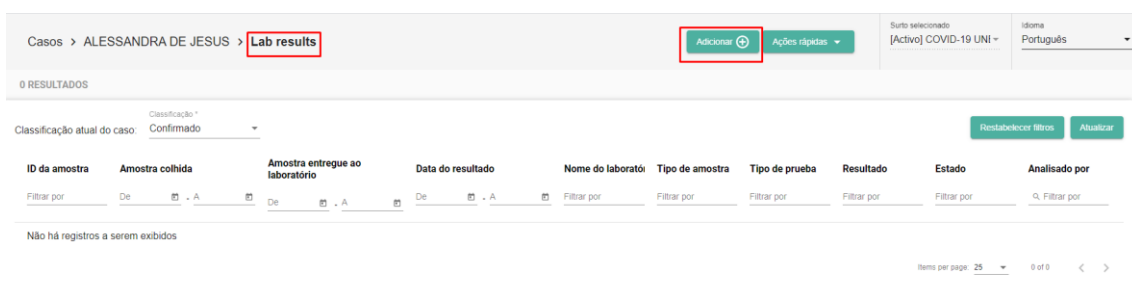 Surto selecionado Idioma
Casos > ALESSANDRA DE JESUS > Lab results Adicionar Ações rápidas [Activo] COVID-19 UNI Português
0 RESULTADOS
Classificação *
Classificação atual do caso: Confirmado Restabelecer filtros Atualizar
ID da amostra Amostra colhida Amostra entregue ao laboratório Data do resultado Nome do laboratór Tipo de amostra Tipo de prueba Resultado Estado Analisado por
Filtrar por De - A De - A De - A Filtrar por Filtrar por Filtrar por Filtrar por Filtrar por Filtrar por
Não há registros a serem exibidos
Items per page: 25 0 of 0 < >